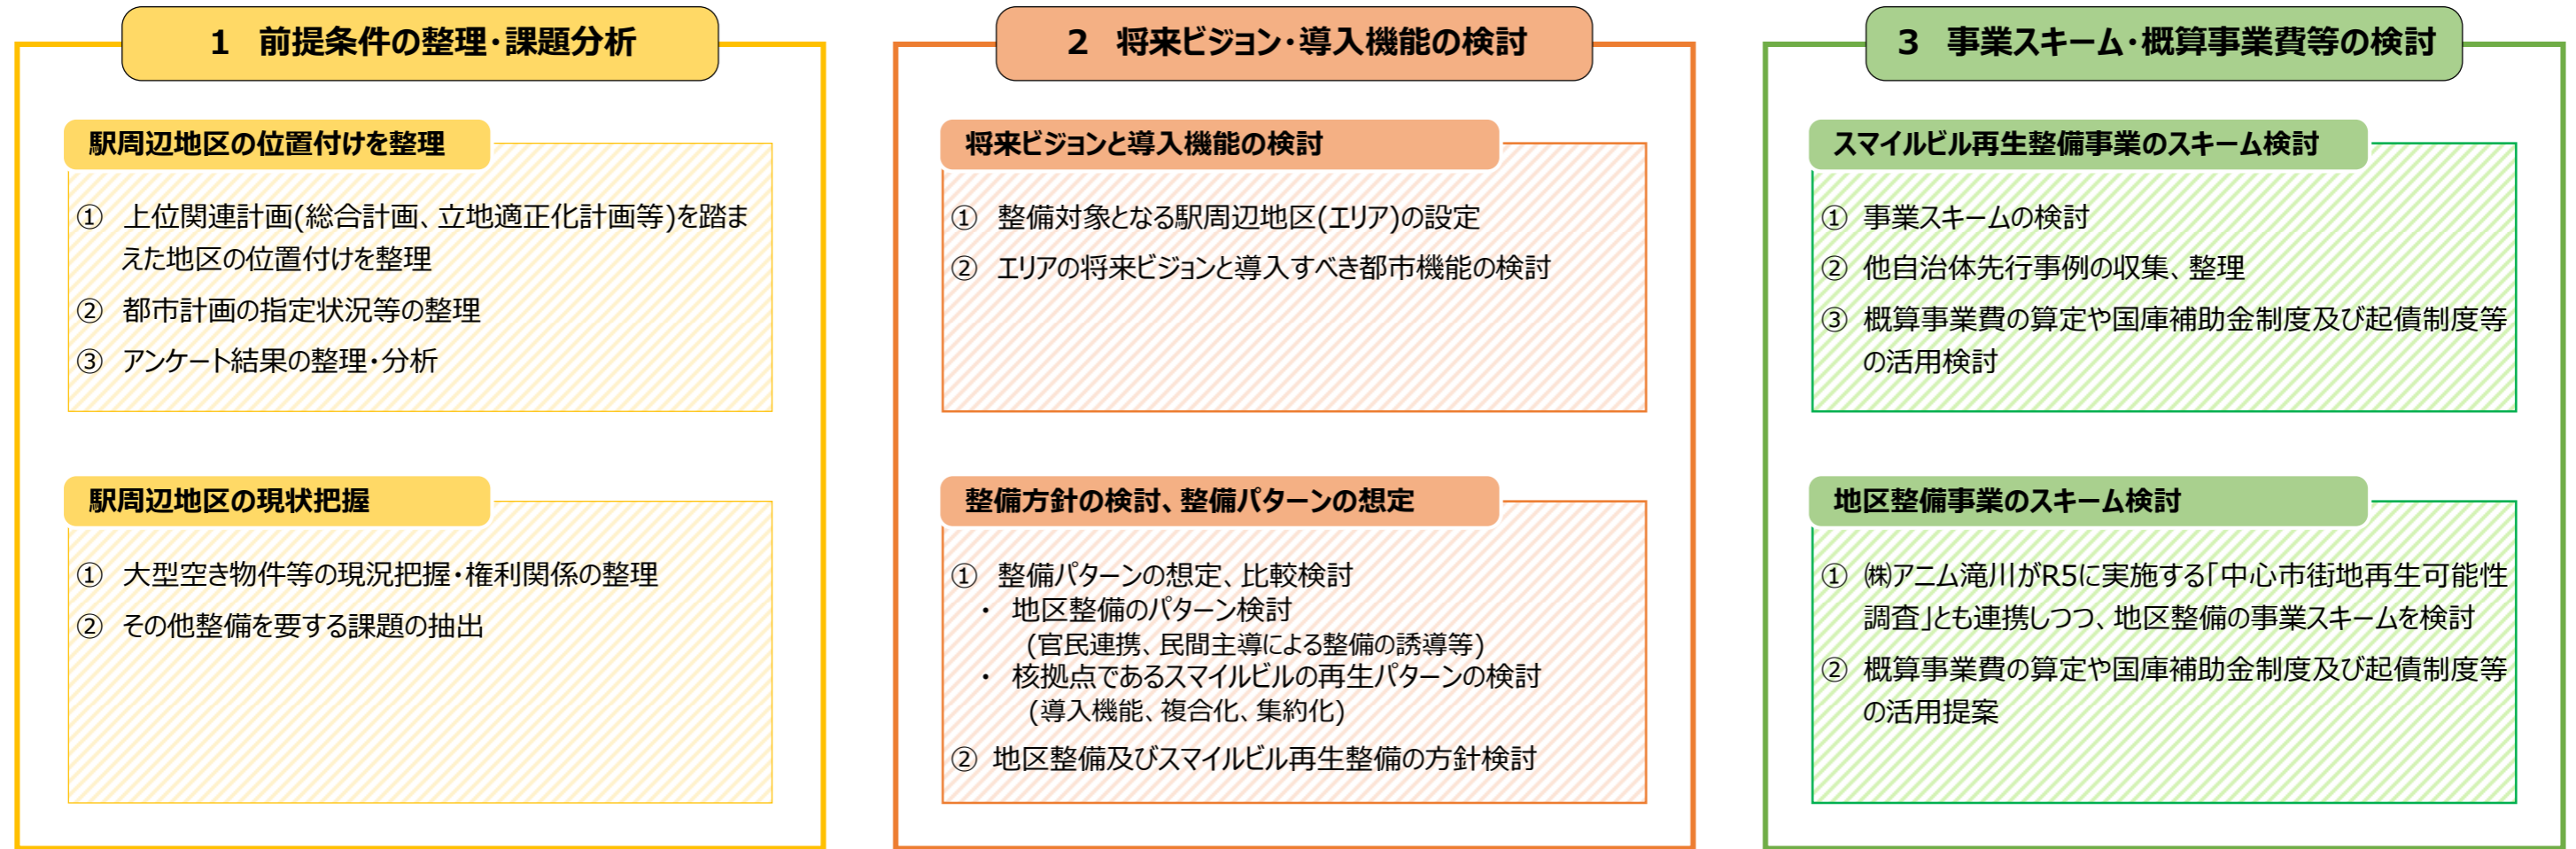 1 前提条件の整理・課題分析
駅周辺地区の位置付けを整理
① 上位関連計画(総合計画、立地適正化計画等)を踏ま
えた地区の位置付けを整理
② 都市計画の指定状況等の整理
③ アンケート結果の整理・分析
駅周辺地区の現状把握
① 大型空き物件等の現況把握・権利関係の整理
② その他整備を要する課題の抽出
2 将来ビジョン・導入機能の検討
将来ビジョンと導入機能の検討
① 整備対象となる駅周辺地区(エリア)の設定
② エリアの将来ビジョンと導入すべき都市機能の検討
整備方針の検討、整備パターンの想定
① 整備パターンの想定、比較検討
・ 地区整備のパターン検討
(官民連携、民間主導による整備の誘導等)
・ 核拠点であるスマイルビルの再生パターンの検討
(導入機能、複合化、集約化)
② 地区整備及びスマイルビル再生整備の方針検討
3 事業スキーム・概算事業費等の検討
スマイルビル再生整備事業のスキーム検討
① 事業スキームの検討
② 他自治体先行事例の収集、整理
③ 概算事業費の算定や国庫補助金制度及び起債制度等
の活用検討
地区整備事業のスキーム検討
① ㈱アニム滝川がR5に実施する「中心市街地再生可能性
調査」とも連携しつつ、地区整備の事業スキームを検討
② 概算事業費の算定や国庫補助金制度及び起債制度等
の活用提案